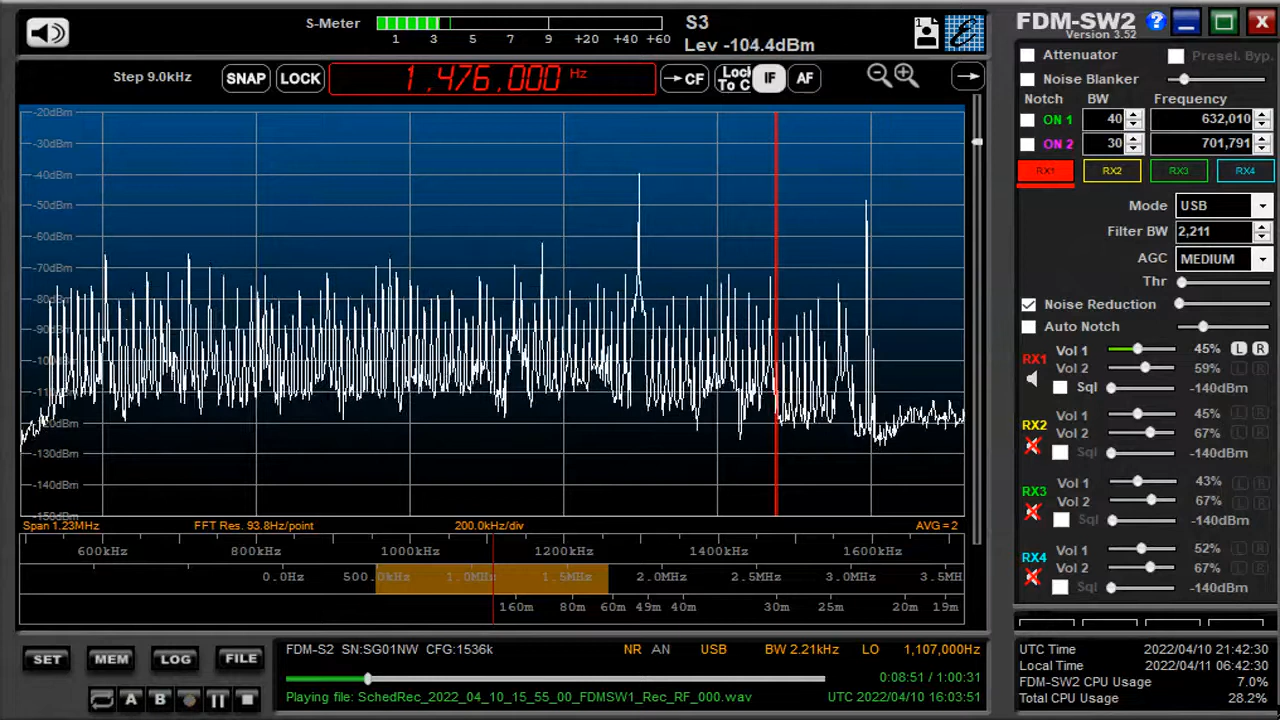 S-Meter
1 3 5 7 9 +20 +40 +60
S3
Lev -104.4dBm
1
FDM-SW2
Version 3.52
?
X
Step 9.0kHz
SNAP
LOCK
1.476,000 Hz
→CF
Lock
To C
IF
AF
Attenuator
Presel. Byp.
Noise Blanker
Notch BW Frequency
ON 1 40 632,010
ON 2 30 701,791
RX1 RX2 RX3 RX4
Mode USB
Filter BW 2,211
AGC MEDIUM
Thr
Noise Reduction
Auto Notch
RX1
Vol 1 45% L R
Vol 2 59% L R
Sql -140dBm
RX2
Vol 1 45% L R
Vol 2 67% L R
Sql -140dBm
RX3
Vol 1 43% L R
Vol 2 67% L R
Sql -140dBm
RX4
Vol 1 52% L R
Vol 2 67% L R
Sql -140dBm
-20dBm
-30dBm
-40dBm
-50dBm
-60dBm
-70dBm
-80dBm
-90dBm
-100dBm
-110dBm
-120dBm
-130dBm
-140dBm
-150dBm
Span 1.23MHz FFT Res. 93.8Hz/point 200.0kHz/div AVG = 2
600kHz 800kHz 1000kHz 1200kHz 1400kHz 1600kHz
0.0Hz 500.0kHz 1.0MHz 1.5MHz 2.0MHz 2.5MHz 3.0MHz 3.5MH
160m 80m 60m 49m 40m 30m 25m 20m 19m
SET MEM LOG FILE
A B
FDM-S2 SN:SG01NW CFG:1536k NR AN USB BW 2.21kHz LO 1,107,000Hz
0:08:51 / 1:00:31
Playing file: SchedRec_2022_04_10_15_55_00_FDMSW1_Rec_RF_000.wav UTC 2022/04/10 16:03:51
UTC Time 2022/04/10 21:42:30
Local Time 2022/04/11 06:42:30
FDM-SW2 CPU Usage 7.0%
Total CPU Usage 28.2%